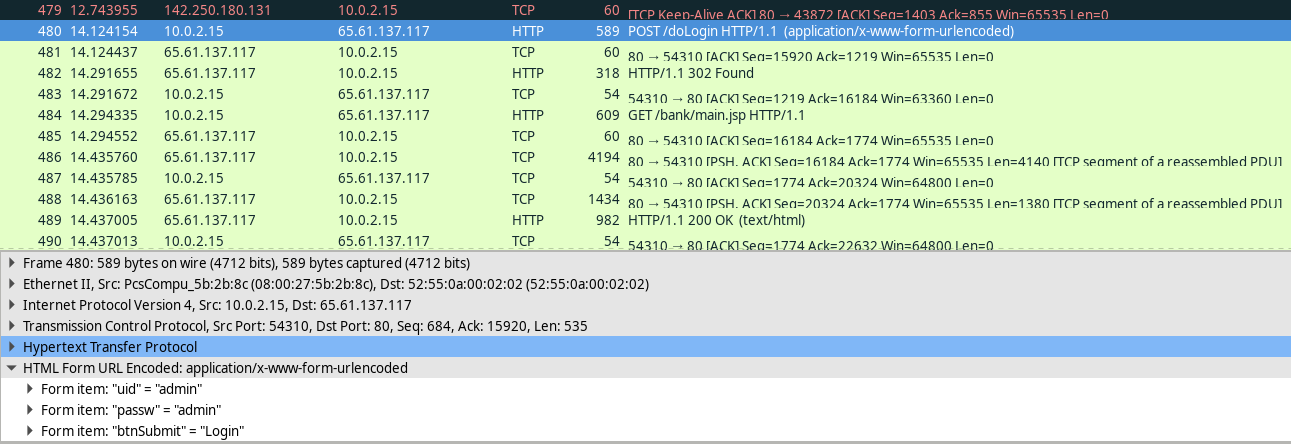 479 12.743955 142.250.180.131 10.0.2.15 TCP 60 [TCP Keep-Alive ACK] 80 → 43872 [ACK] Seq=1403 Ack=855 Win=65535 Len=0
480 14.124154 10.0.2.15 65.61.137.117 HTTP 589 POST /doLogin HTTP/1.1 (application/x-www-form-urlencoded)
481 14.124437 65.61.137.117 10.0.2.15 TCP 60 80 → 54310 [ACK] Seq=15920 Ack=1219 Win=65535 Len=0
482 14.291655 65.61.137.117 10.0.2.15 HTTP 318 HTTP/1.1 302 Found
483 14.291672 10.0.2.15 65.61.137.117 TCP 54 54310 → 80 [ACK] Seq=1219 Ack=16184 Win=63360 Len=0
484 14.294335 10.0.2.15 65.61.137.117 HTTP 609 GET /bank/main.jsp HTTP/1.1
485 14.294552 65.61.137.117 10.0.2.15 TCP 60 80 → 54310 [ACK] Seq=16184 Ack=1774 Win=65535 Len=0
486 14.435760 65.61.137.117 10.0.2.15 TCP 4194 80 → 54310 [PSH, ACK] Seq=16184 Ack=1774 Win=65535 Len=4140 [TCP segment of a reassembled PDU]
487 14.435785 10.0.2.15 65.61.137.117 TCP 54 54310 → 80 [ACK] Seq=1774 Ack=20324 Win=64800 Len=0
488 14.436163 65.61.137.117 10.0.2.15 TCP 1434 80 → 54310 [PSH, ACK] Seq=20324 Ack=1774 Win=65535 Len=1380 [TCP segment of a reassembled PDU]
489 14.437005 65.61.137.117 10.0.2.15 HTTP 982 HTTP/1.1 200 OK (text/html)
490 14.437013 10.0.2.15 65.61.137.117 TCP 54 54310 → 80 [ACK] Seq=1774 Ack=22632 Win=64800 Len=0
Frame 480: 589 bytes on wire (4712 bits), 589 bytes captured (4712 bits)
Ethernet II, Src: PcsCompu_5b:2b:8c (08:00:27:5b:2b:8c), Dst: 52:55:0a:00:02:02 (52:55:0a:00:02:02)
Internet Protocol Version 4, Src: 10.0.2.15, Dst: 65.61.137.117
Transmission Control Protocol, Src Port: 54310, Dst Port: 80, Seq: 684, Ack: 15920, Len: 535
Hypertext Transfer Protocol
HTML Form URL Encoded: application/x-www-form-urlencoded
Form item: "uid" = "admin"
Form item: "passw" = "admin"
Form item: "btnSubmit" = "Login"